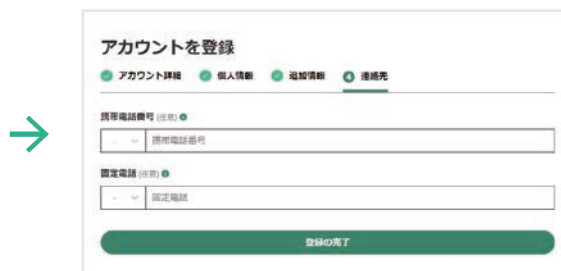 アカウントを登録
アカウント詳細 個人情報 追加情報 4 連絡先
携帯電話番号 (任意)
- 携帯電話番号
固定電話 (任意)
- 固定電話
登録の完了